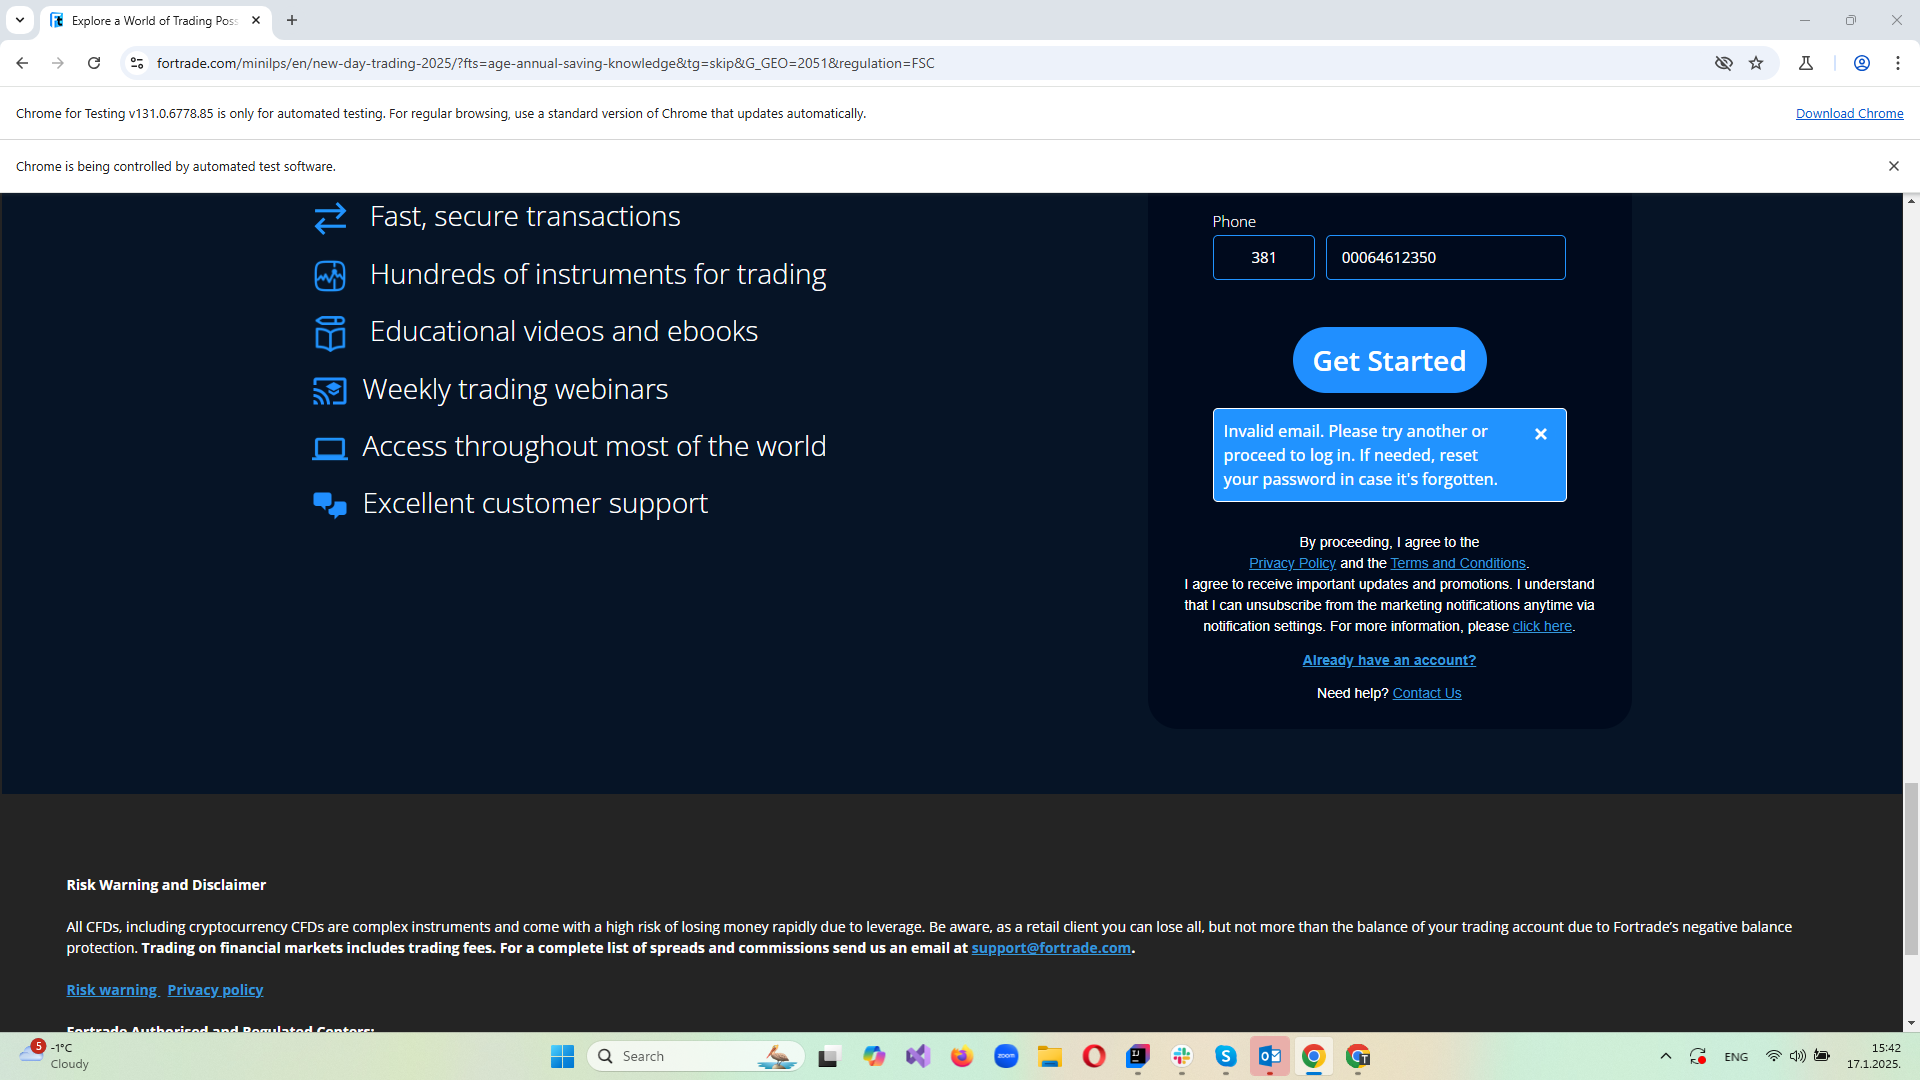 Explore a World of Trading Poss
fortrade.com/minilps/en/new-day-trading-2025/?fts=age-annual-saving-knowledge&tg=skip&G_GEO=2051&regulation=FSC
Chrome for Testing v131.0.6778.85 is only for automated testing. For regular browsing, use a standard version of Chrome that updates automatically.
Download Chrome
Chrome is being controlled by automated test software.
Fast, secure transactions
Hundreds of instruments for trading
Educational videos and ebooks
Weekly trading webinars
Access throughout most of the world
Excellent customer support
Phone
381
00064612350
Get Started
Invalid email. Please try another or
proceed to log in. If needed, reset
your password in case it's forgotten.
By proceeding, I agree to the
Privacy Policy and the Terms and Conditions.
I agree to receive important updates and promotions. I understand
that I can unsubscribe from the marketing notifications anytime via
notification settings. For more information, please click here.
Already have an account?
Need help? Contact Us
Risk Warning and Disclaimer
All CFDs, including cryptocurrency CFDs are complex instruments and come with a high risk of losing money rapidly due to leverage. Be aware, as a retail client you can lose all, but not more than the balance of your trading account due to Fortrade’s negative balance
protection. Trading on financial markets includes trading fees. For a complete list of spreads and commissions send us an email at support@fortrade.com.
Risk warning  Privacy policy
Fortrade Authorised and Regulated Centers:
5
-1°C
Cloudy
Search
zoom
ENG
15:42
17.1.2025.